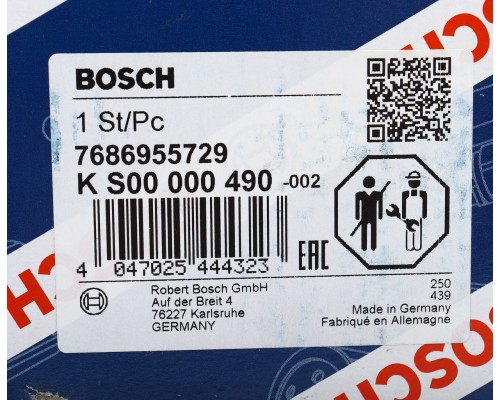 BOSCH
1 St/Pc
7686955729
K S00 000 490 -002
4 047025 444323
EAC
Robert Bosch GmbH
Auf der Breit 4
76227 Karlsruhe
GERMANY
250
439
Made in Germany
Fabriqué en Allemagne
BOSCH